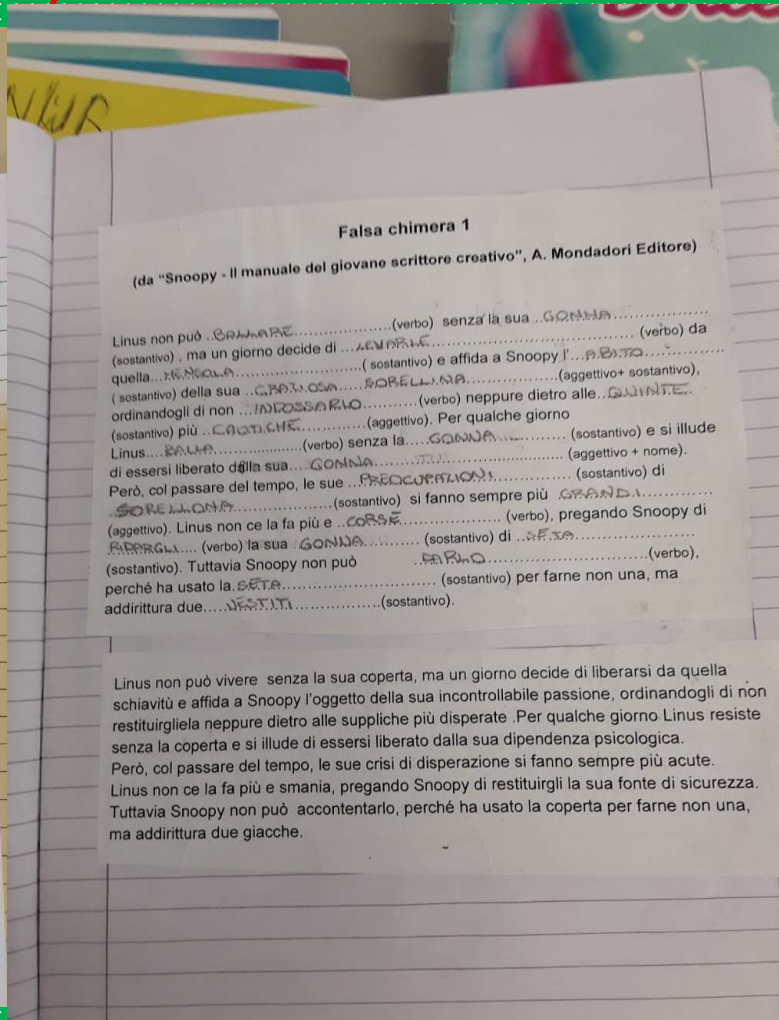 Falsa chimera 1
(da “Snoopy - Il manuale del giovane scrittore creativo”, A. Mondadori Editore)
Linus non può ..BALLARE....................(verbo) senza la sua ..GONNA..................
(sostantivo) , ma un giorno decide di ...LEVARLE.................................................... (verbo) da
quella...MENSOLA...........................( sostantivo) e affida a Snoopy l’...ABITO...............
( sostantivo) della sua ..GRAZIOSA.....SORELLINA...................(aggettivo+ sostantivo),
ordinandogli di non ...INDOSSARLO...........(verbo) neppure dietro alle..QUINTE..
(sostantivo) più ..CAOTICHE..............(aggettivo). Per qualche giorno
Linus....BALLA...................(verbo) senza la.....GONNA............. (sostantivo) e si illude
di essersi liberato dalla sua....GONNA........................................ (aggettivo + nome).
Però, col passare del tempo, le sue ...PREOCUPAZIONI................ (sostantivo) di
..SORELLONA....................(sostantivo) si fanno sempre più .GRANDI..............
(aggettivo). Linus non ce la fa più e ..CORSE................... (verbo), pregando Snoopy di
.... (verbo) la sua .GONNA............ (sostantivo) di ..SETA......................
(sostantivo). Tuttavia Snoopy non può ..FARLO...............................(verbo),
perché ha usato la.SETA............................... (sostantivo) per farne non una, ma
addirittura due.....VESTITI..................(sostantivo).
Linus non può vivere senza la sua coperta, ma un giorno decide di liberarsi da quella
schiavitù e affida a Snoopy l’oggetto della sua incontrollabile passione, ordinandogli di non
restituirgliela neppure dietro alle suppliche più disperate .Per qualche giorno Linus resiste
senza la coperta e si illude di essersi liberato dalla sua dipendenza psicologica.
Però, col passare del tempo, le sue crisi di disperazione si fanno sempre più acute.
Linus non ce la fa più e smania, pregando Snoopy di restituirgli la sua fonte di sicurezza.
Tuttavia Snoopy non può accontentarlo, perché ha usato la coperta per farne non una,
ma addirittura due giacche.